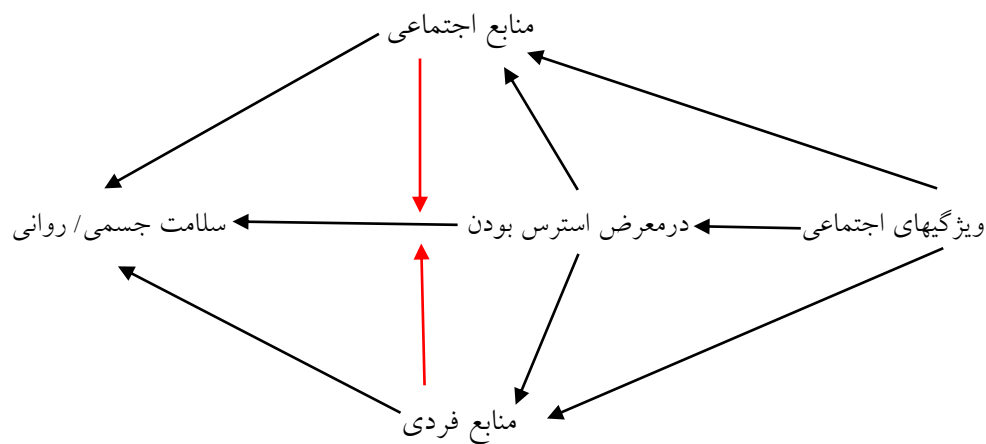 منابع اجتماعی
ویژگیهای اجتماعی
درمعرض استرس بودن
سلامت جسمی/ روانی
منابع فردی